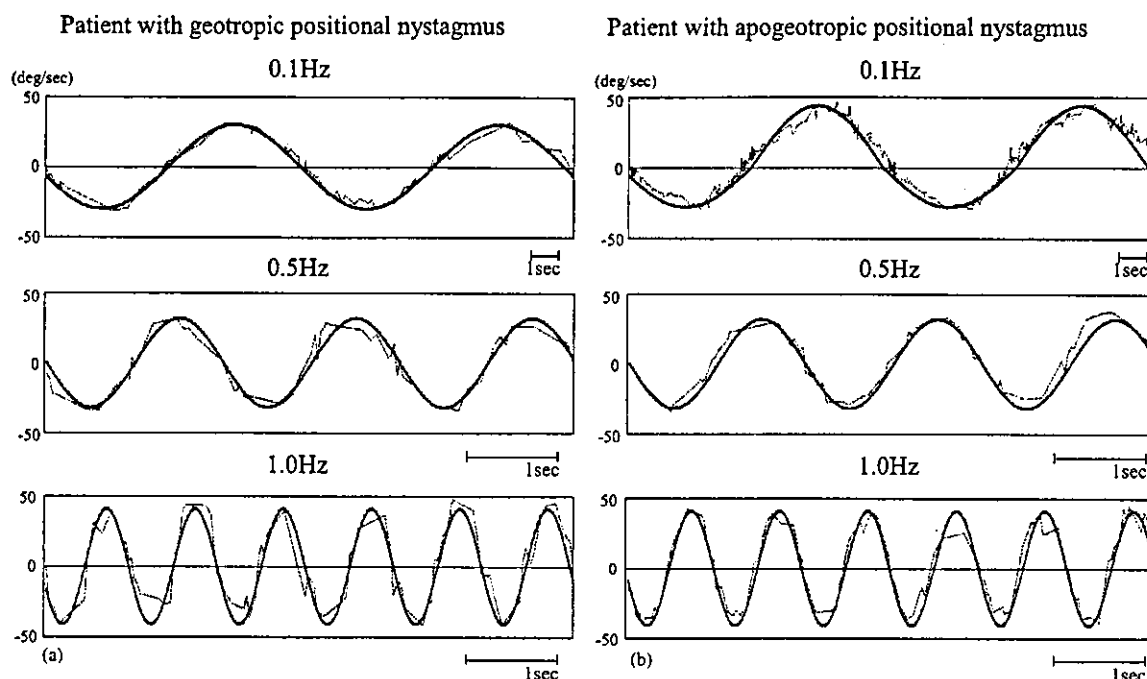 Patient with geotropic positional nystagmus
0.1Hz
(deg/sec)
50
0
-50
1sec
0.5Hz
50
0
-50
1sec
1.0Hz
50
0
-50
(a)
1sec
Patient with apogeotropic positional nystagmus
0.1Hz
(deg/sec)
50
0
-50
1sec
0.5Hz
50
0
-50
1sec
1.0Hz
50
0
-50
(b)
1sec